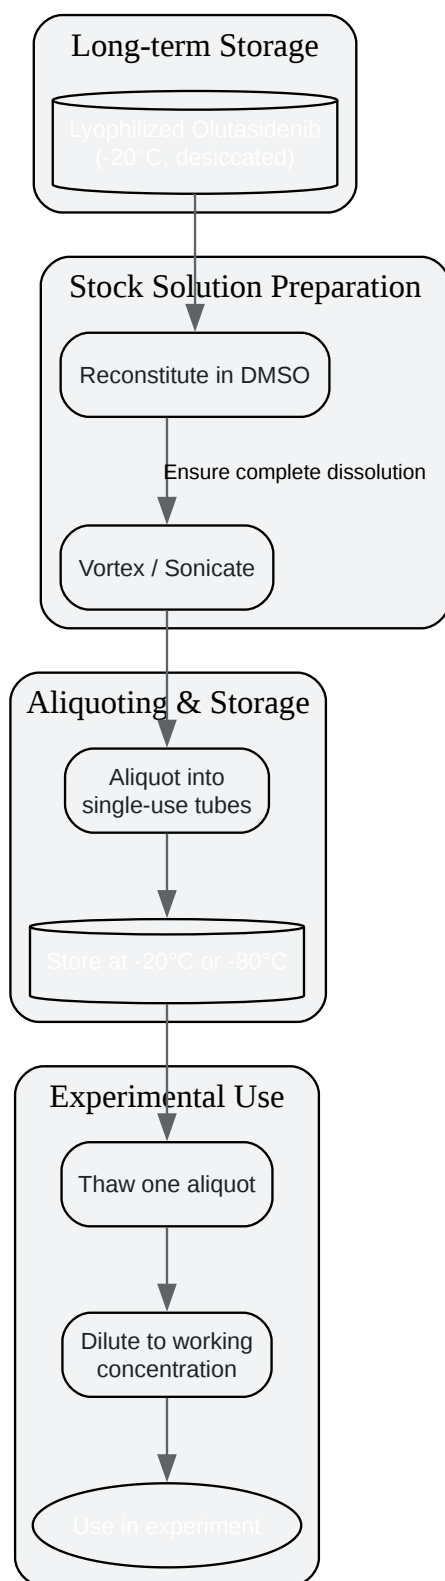 Long-term Storage
Lyophilized Olutasidenib
(-20°C, desiccated)
Stock Solution Preparation
Reconstitute in DMSO
Ensure complete dissolution
Vortex / Sonicate
Aliquoting & Storage
Aliquot into
single-use tubes
Store at -20°C or -80°C
Experimental Use
Thaw one aliquot
Dilute to working
concentration
Use in experiment